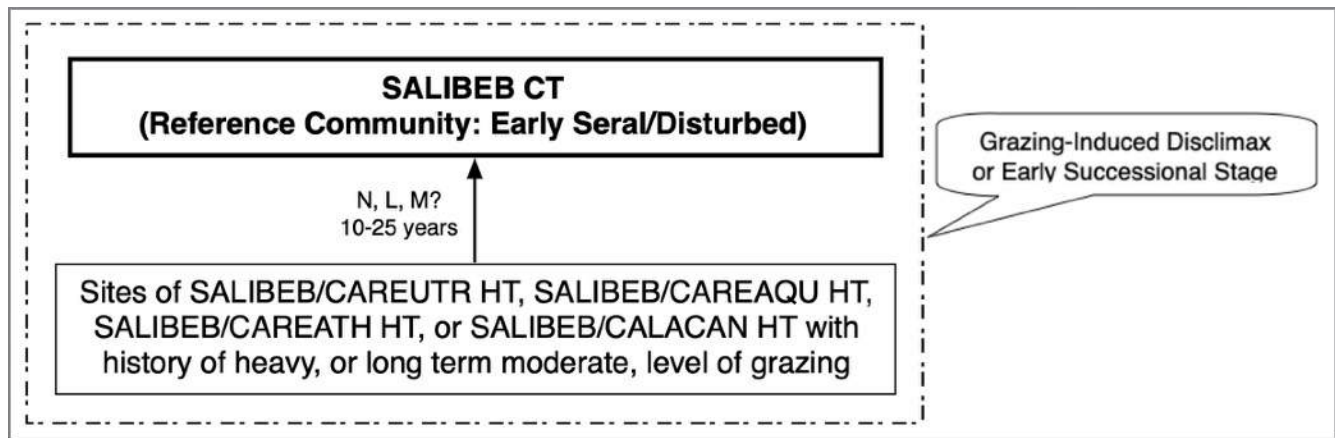 SALIBEB CT
(Reference Community: Early Seral/Disturbed)
Grazing-Induced Disclimax
or Early Successional Stage
N, L, M?
10-25 years
Sites of SALIBEB/CAREUTR HT, SALIBEB/CAREAQU HT,
SALIBEB/CAREATH HT, or SALIBEB/CALACAN HT with
history of heavy, or long term moderate, level of grazing